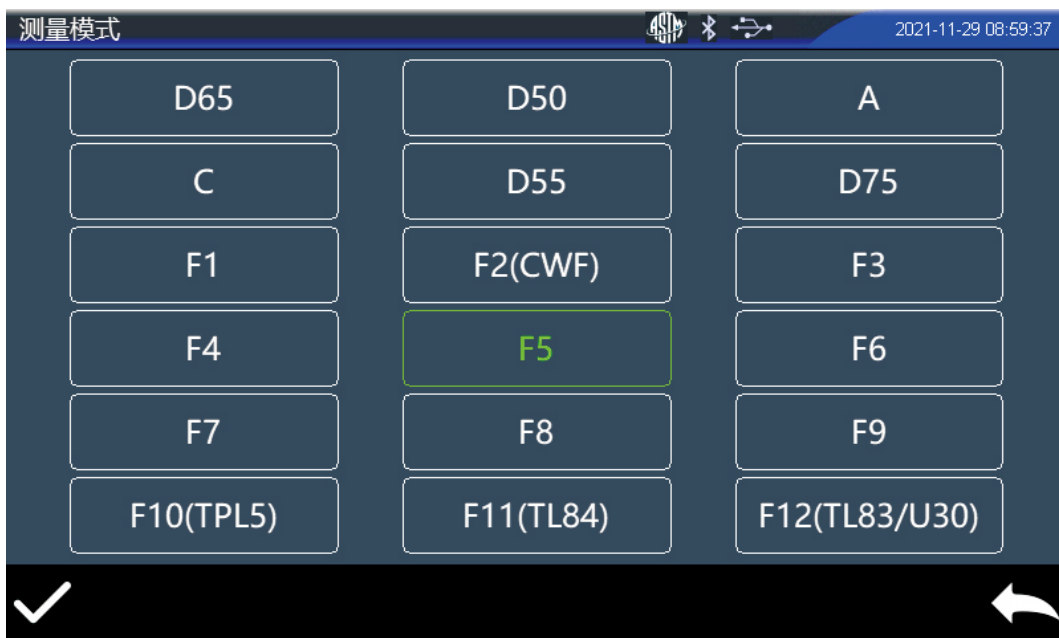 测量模式 ASTM 2021-11-29 08:59:37
D65 D50 A
C D55 D75
F1 F2(CWF) F3
F4 F5 F6
F7 F8 F9
F10(TPL5) F11(TL84) F12(TL83/U30)